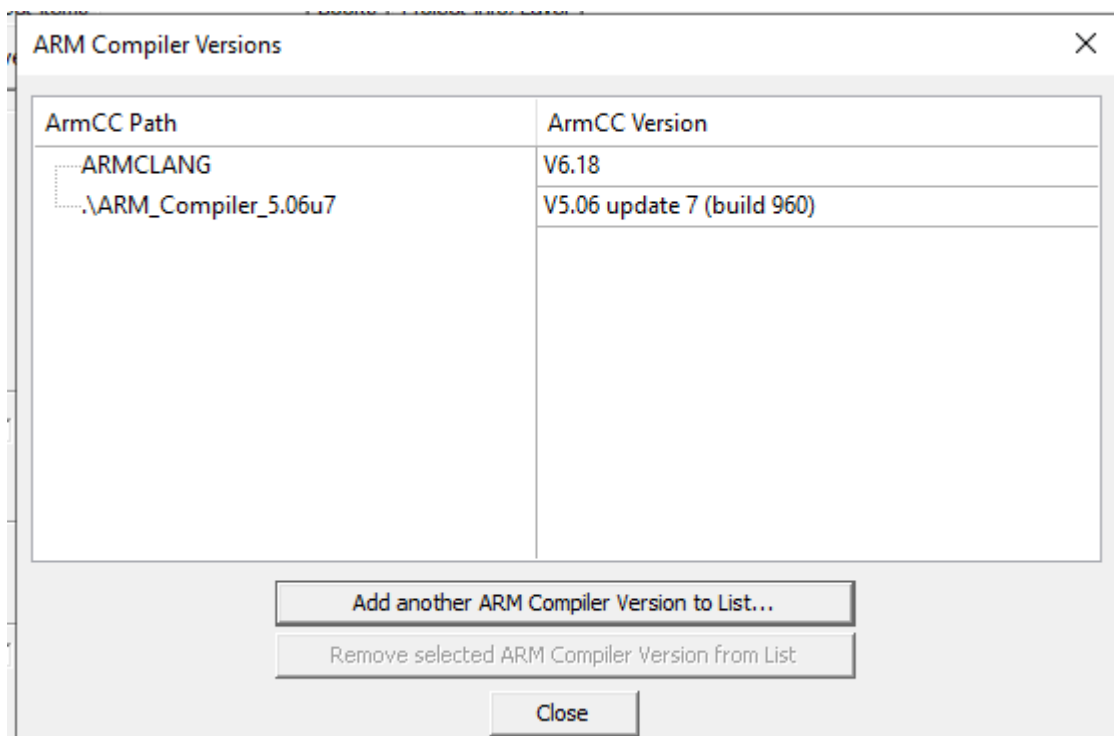 ARM Compiler Versions
ArmCC Path ArmCC Version
ARMCLANG V6.18
.\ARM_Compiler_5.06u7 V5.06 update 7 (build 960)
Add another ARM Compiler Version to List...
Remove selected ARM Compiler Version from List
Close